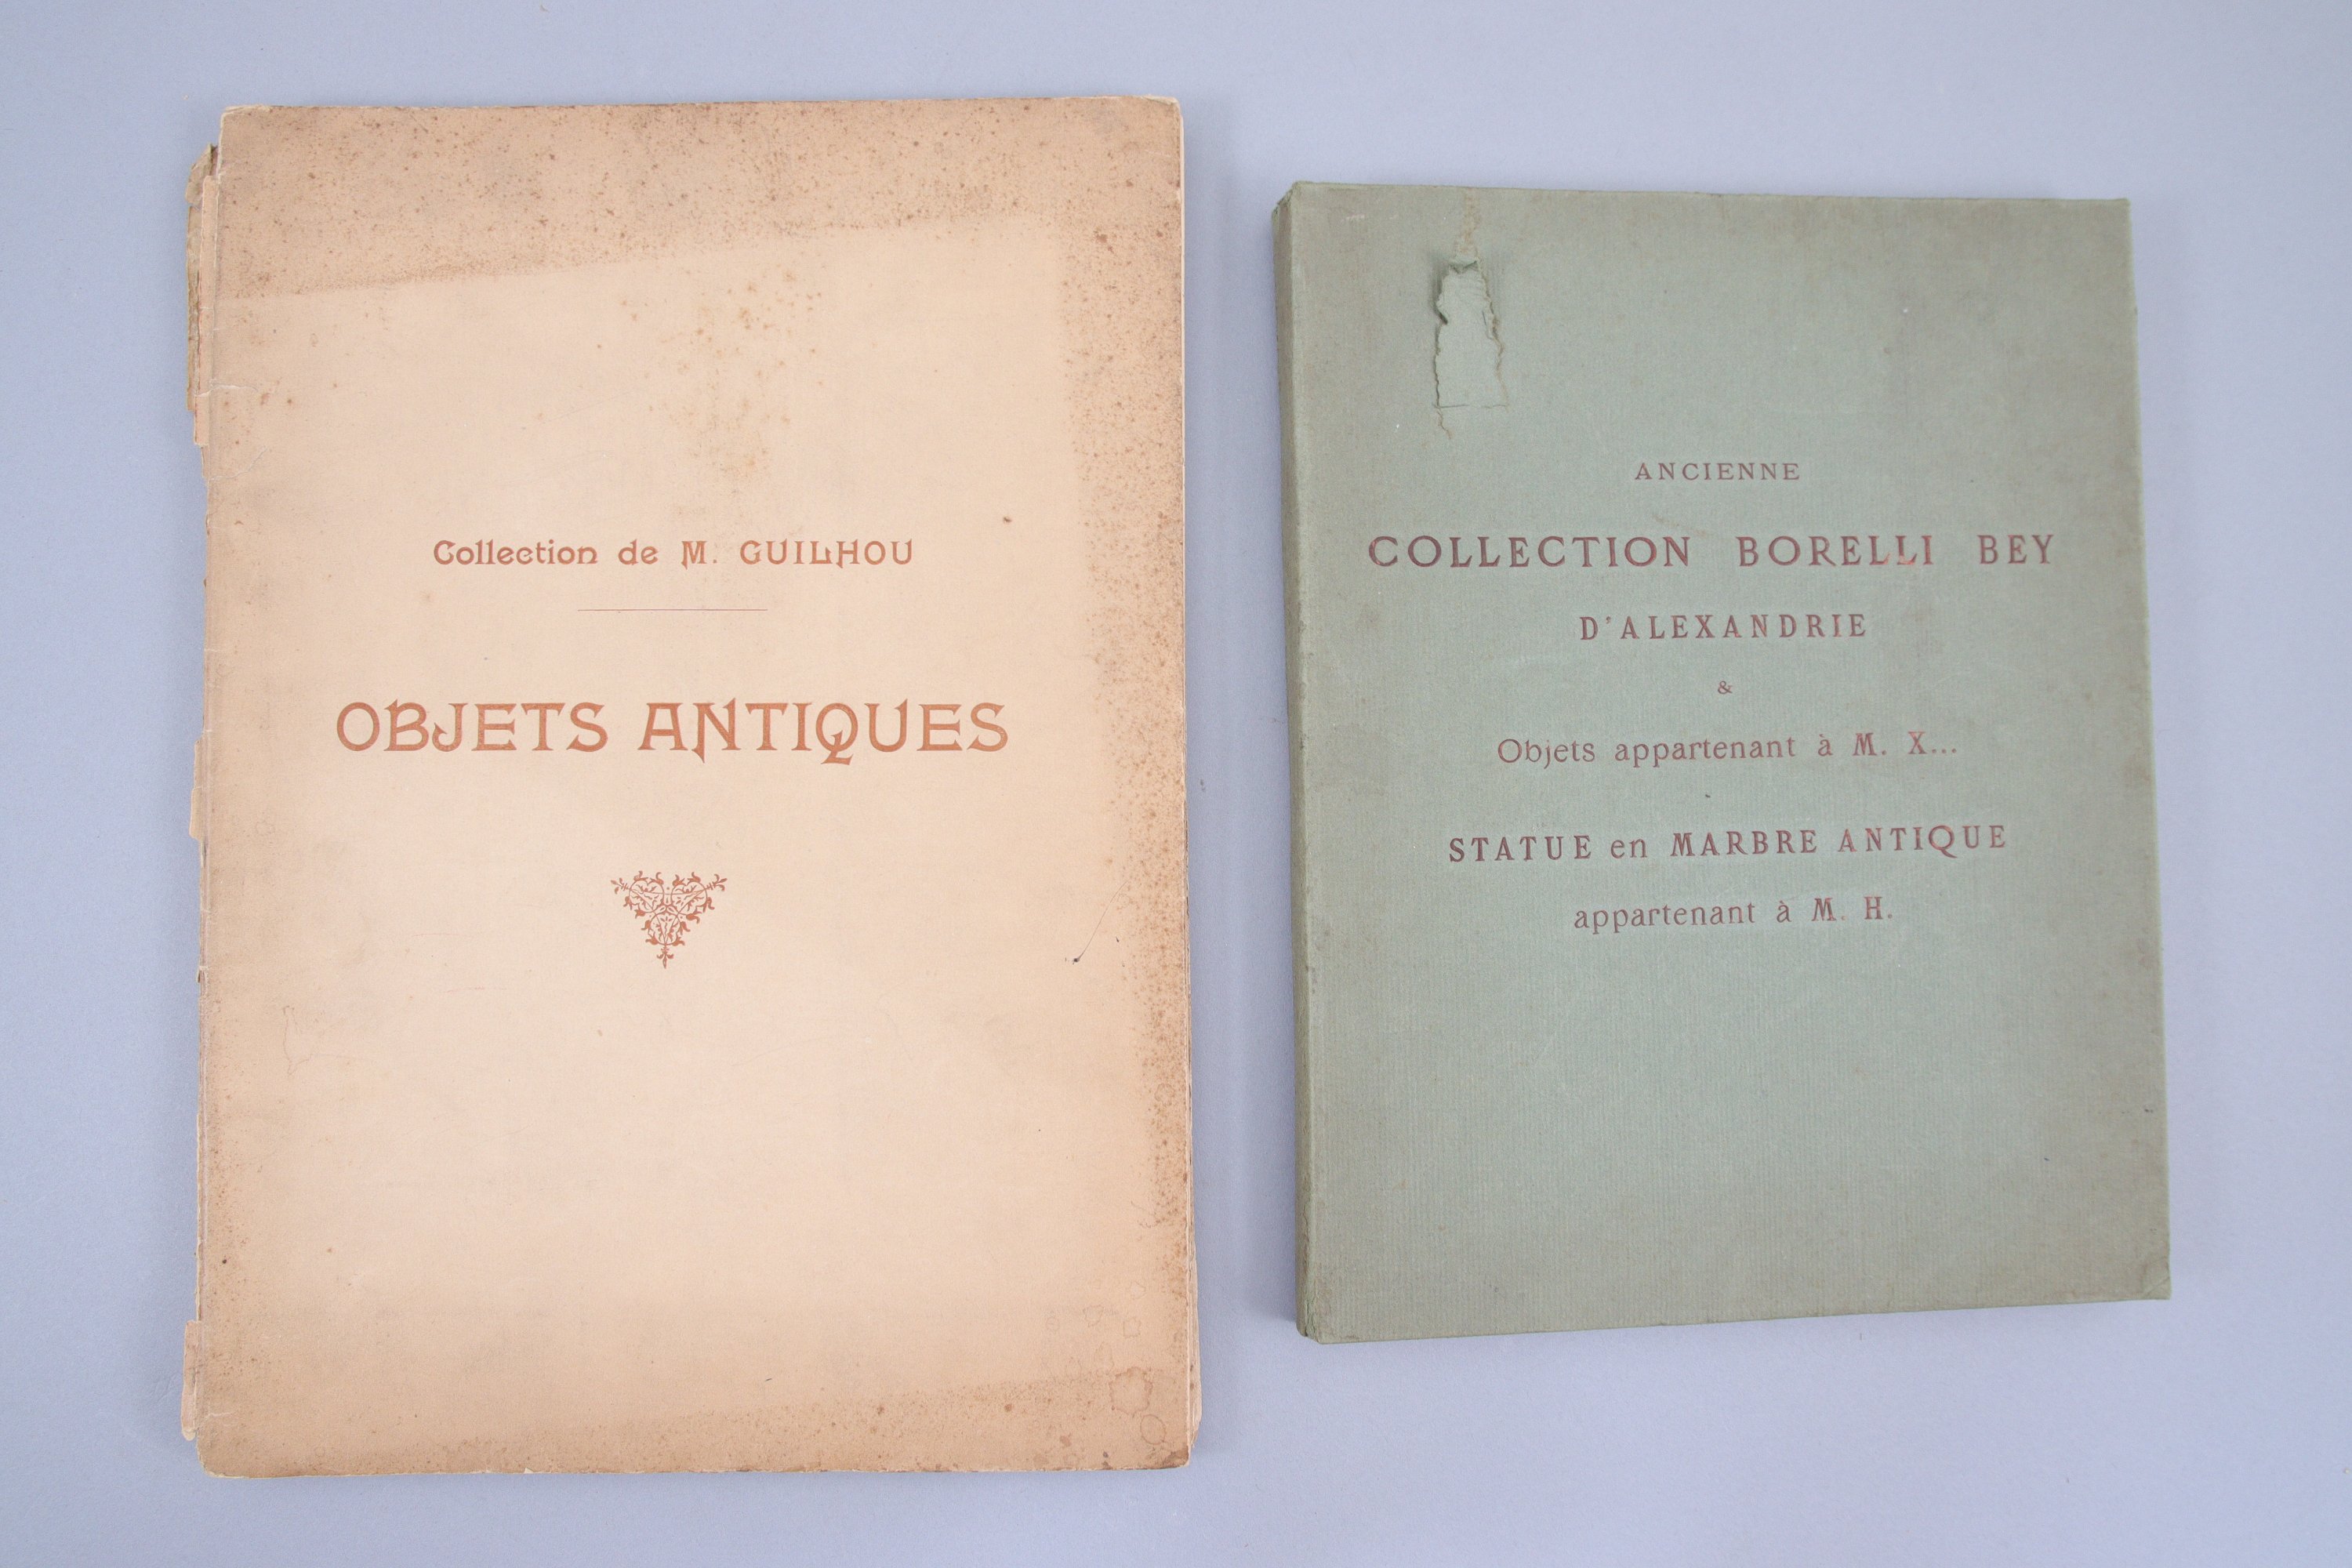 Collection de M. GUILHOU
OBJETS ANTIQUES
ANCIENNE
COLLECTION BORELLI BEY
D'ALEXANDRIE
&
Objets appartenant à M. X...
STATUE en MARBRE ANTIQUE
appartenant à M. H.